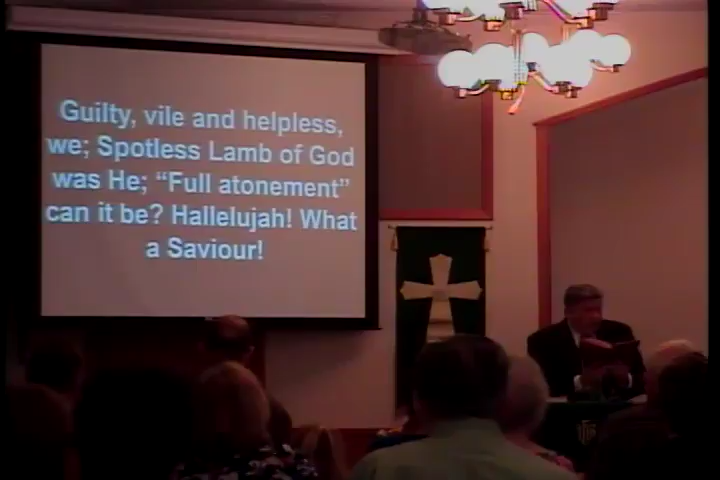 Guilty, vile and helpless,
we; Spotless Lamb of God
was He; “Full atonement”
can it be? Hallelujah! What
a Saviour!